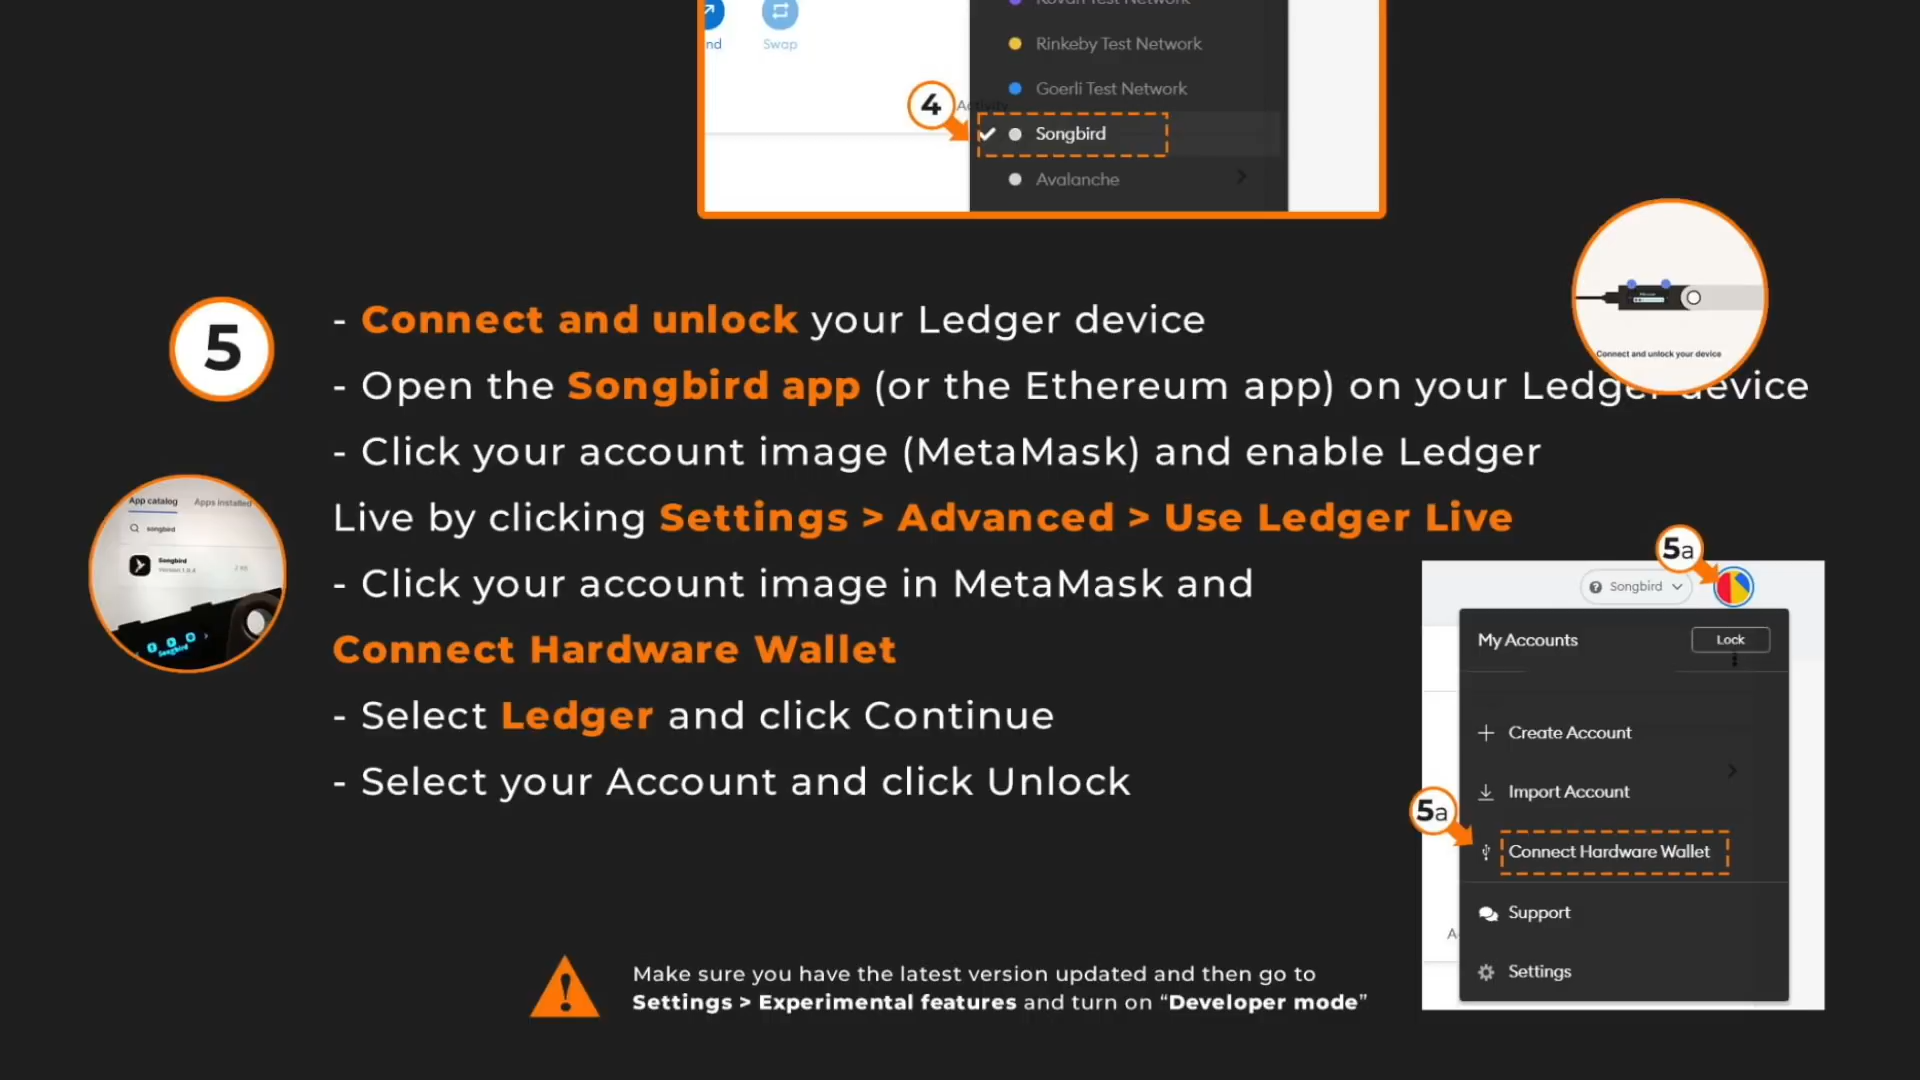 Swap
Rinkeby Test Network
Goerli Test Network
4
Songbird
Avalanche
Connect and unlock your device
5
- Connect and unlock your Ledger device
- Open the Songbird app (or the Ethereum app) on your Ledger device
- Click your account image (MetaMask) and enable Ledger
Live by clicking Settings > Advanced > Use Ledger Live
- Click your account image in MetaMask and
Connect Hardware Wallet
- Select Ledger and click Continue
- Select your Account and click Unlock
App catalog Apps installed
songbird
Songbird
Songbird
5a
Songbird
My Accounts
Lock
Create Account
Import Account
5a
Connect Hardware Wallet
Support
Settings
Make sure you have the latest version updated and then go to
Settings > Experimental features and turn on “Developer mode”